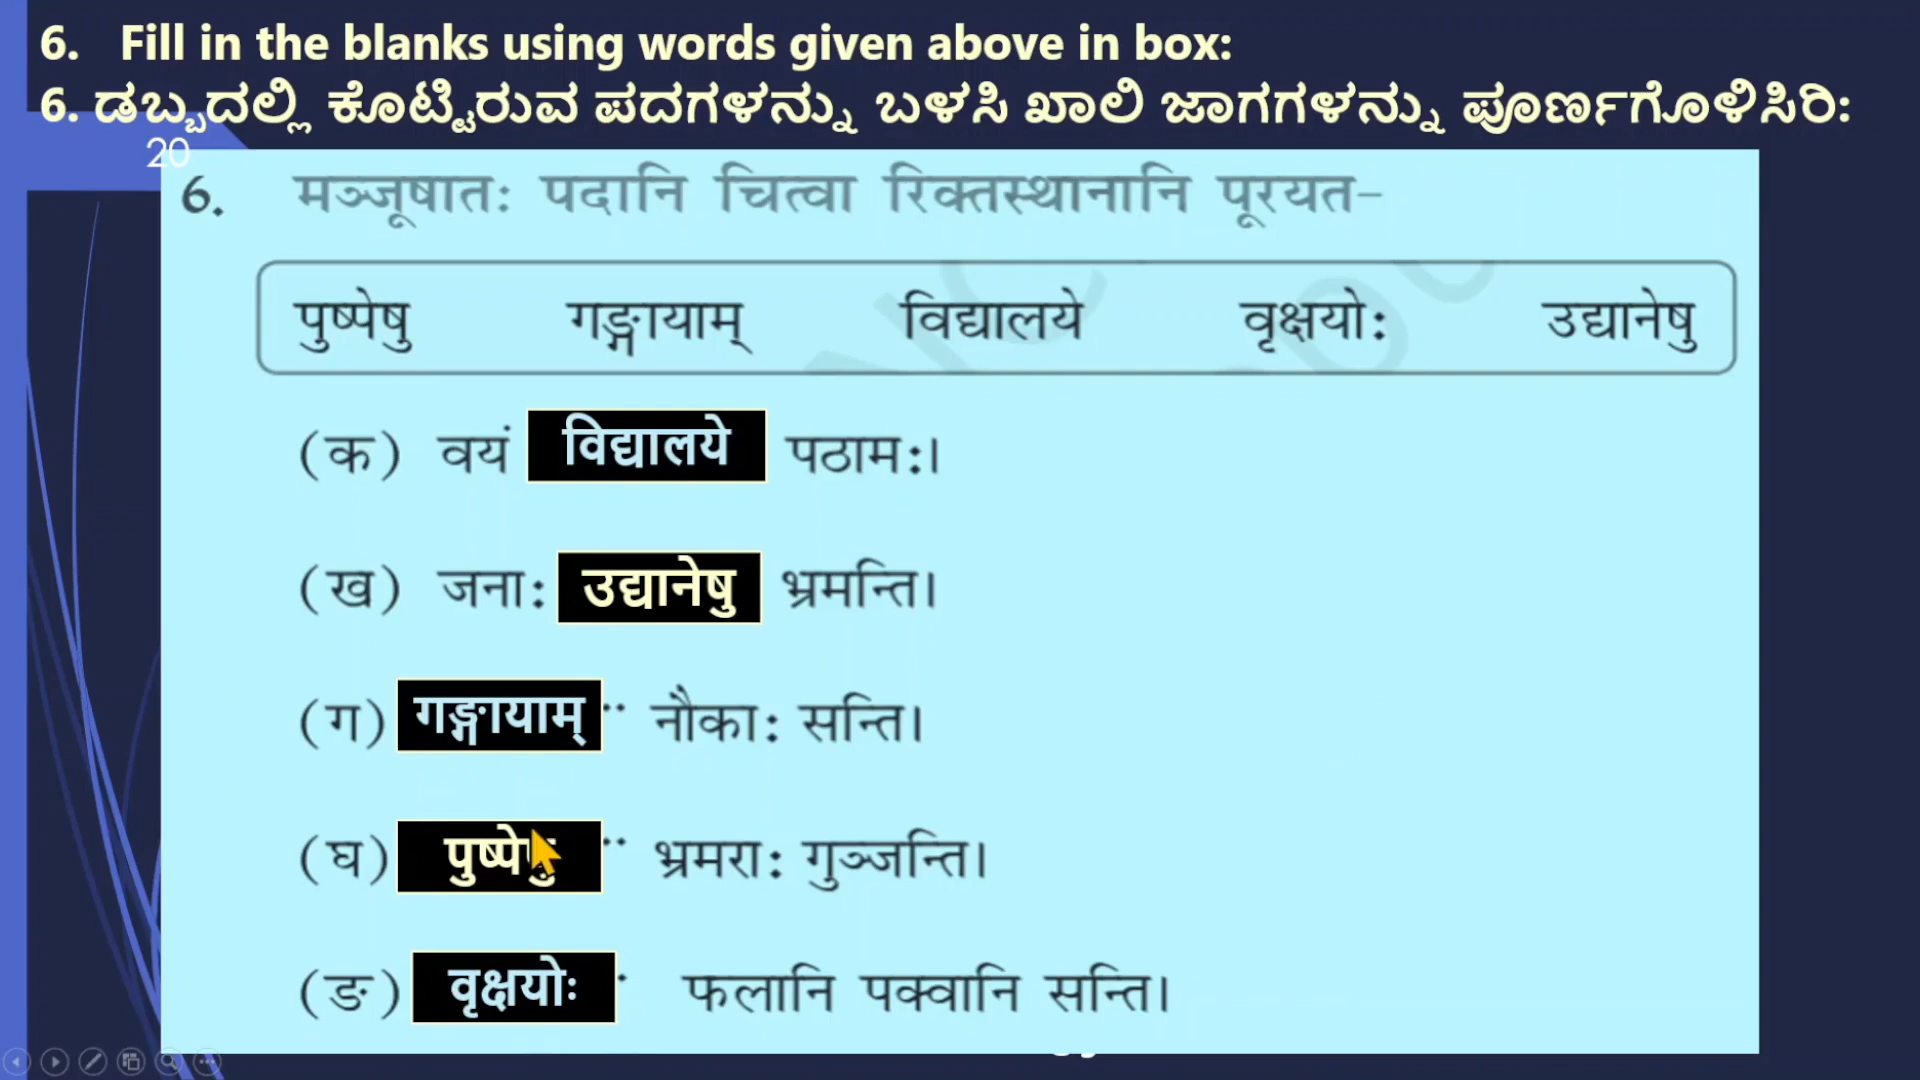 6. Fill in the blanks using words given above in box:
6. ಡಬ್ಬದಲ್ಲಿ ಕೊಟ್ಟಿರುವ ಪದಗಳನ್ನು ಬಳಸಿ ಖಾಲಿ ಜಾಗಗಳನ್ನು ಪೂರ್ಣಗೊಳಿಸಿರಿ:
20
6. मञ्जूषातः पदानि चित्वा रिक्तस्थानानि पूरयत-
पुष्पेषु गङ्गायाम् विद्यालये वृक्षयोः उद्यानेषु
(क) वयं विद्यालये पठामः।
(ख) जनाः उद्यानेषु भ्रमन्ति।
(ग) गङ्गायाम् नौकाः सन्ति।
(घ) पुष्पेषु भ्रमराः गुञ्जन्ति।
(ङ) वृक्षयोः फलानि पक्वानि सन्ति।